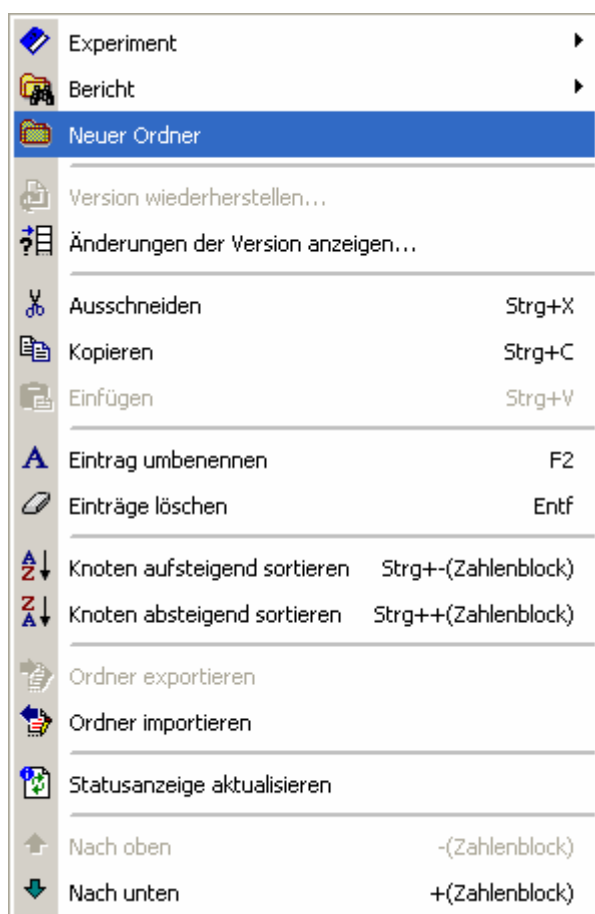 Experiment
Bericht
Neuer Ordner
Version wiederherstellen...
Änderungen der Version anzeigen...
Ausschneiden Strg+X
Kopieren Strg+C
Einfügen Strg+V
Eintrag umbenennen F2
Einträge löschen Entf
Knoten aufsteigend sortieren Strg+-(Zahlenblock)
Knoten absteigend sortieren Strg++(Zahlenblock)
Ordner exportieren
Ordner importieren
Statusanzeige aktualisieren
Nach oben -(Zahlenblock)
Nach unten +(Zahlenblock)